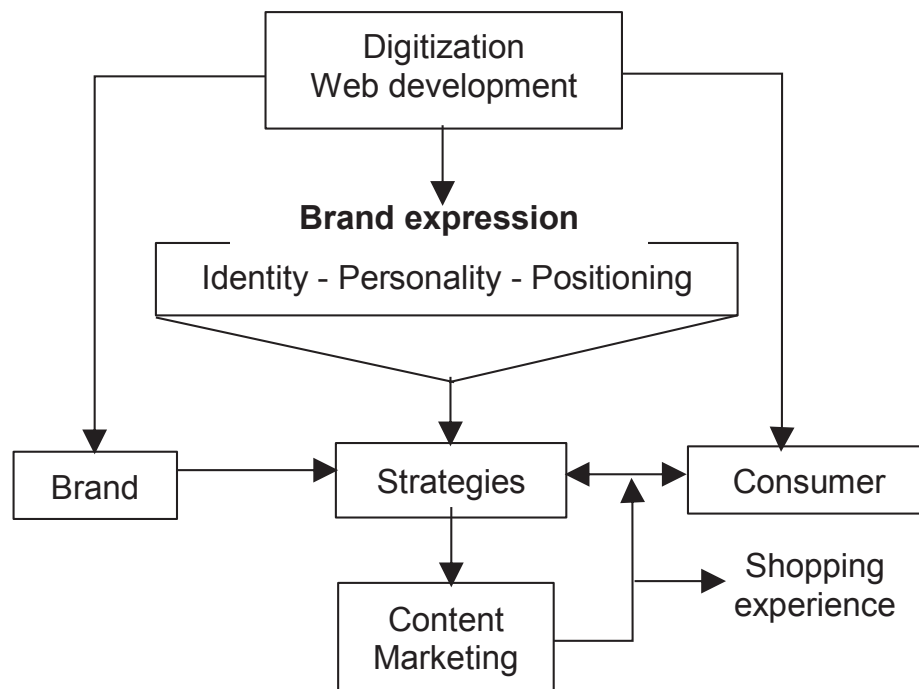 Digitization
Web development
Brand expression
Identity - Personality - Positioning
Brand
Strategies
Consumer
Shopping
experience
Content
Marketing